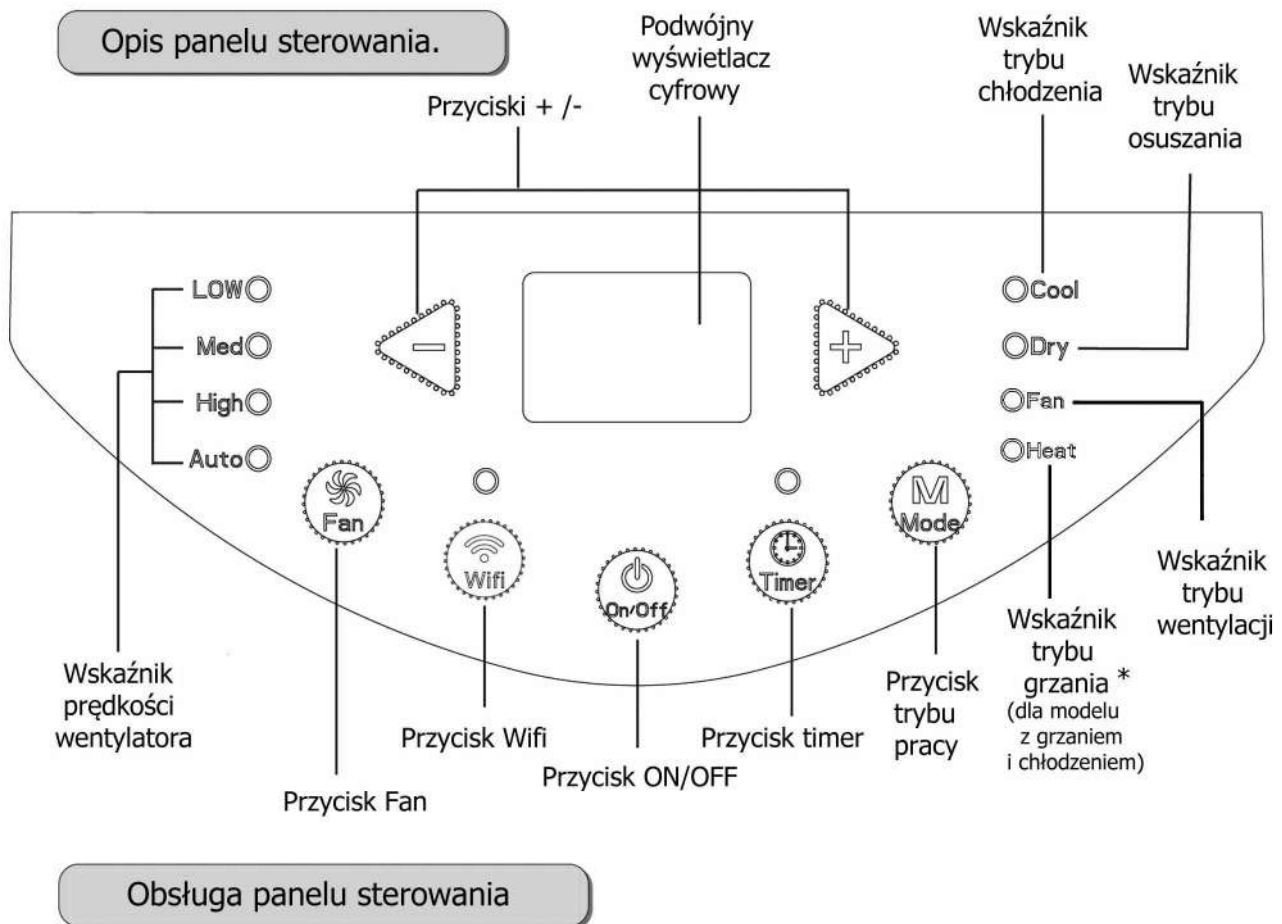 Opis panelu sterowania.
Przyciski + /-
Podwójny
wyświetlacz
cyfrowy
Wskaźnik
trybu
chłodzenia
Wskaźnik
trybu
osuszania
LOW
Med
High
Auto
−
+
Cool
Dry
Fan
Heat
Fan
Wifi
On/Off
Timer
M
Mode
Wskaźnik
prędkości
wentylatora
Przycisk Fan
Przycisk Wifi
Przycisk ON/OFF
Przycisk timer
Przycisk
trybu
pracy
Wskaźnik
trybu
grzania *
(dla modelu
z grzaniem
i chłodzeniem)
Wskaźnik
trybu
wentylacji
Obsługa panelu sterowania